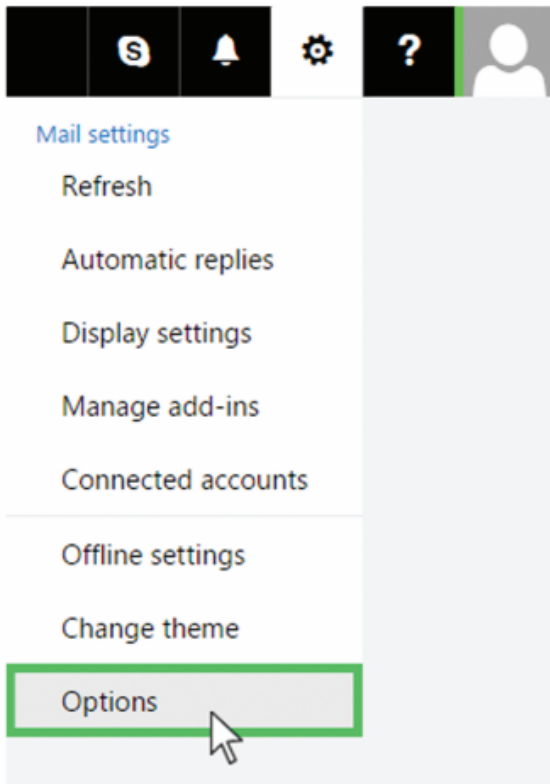 ?
Mail settings
Refresh
Automatic replies
Display settings
Manage add-ins
Connected accounts
Offline settings
Change theme
Options